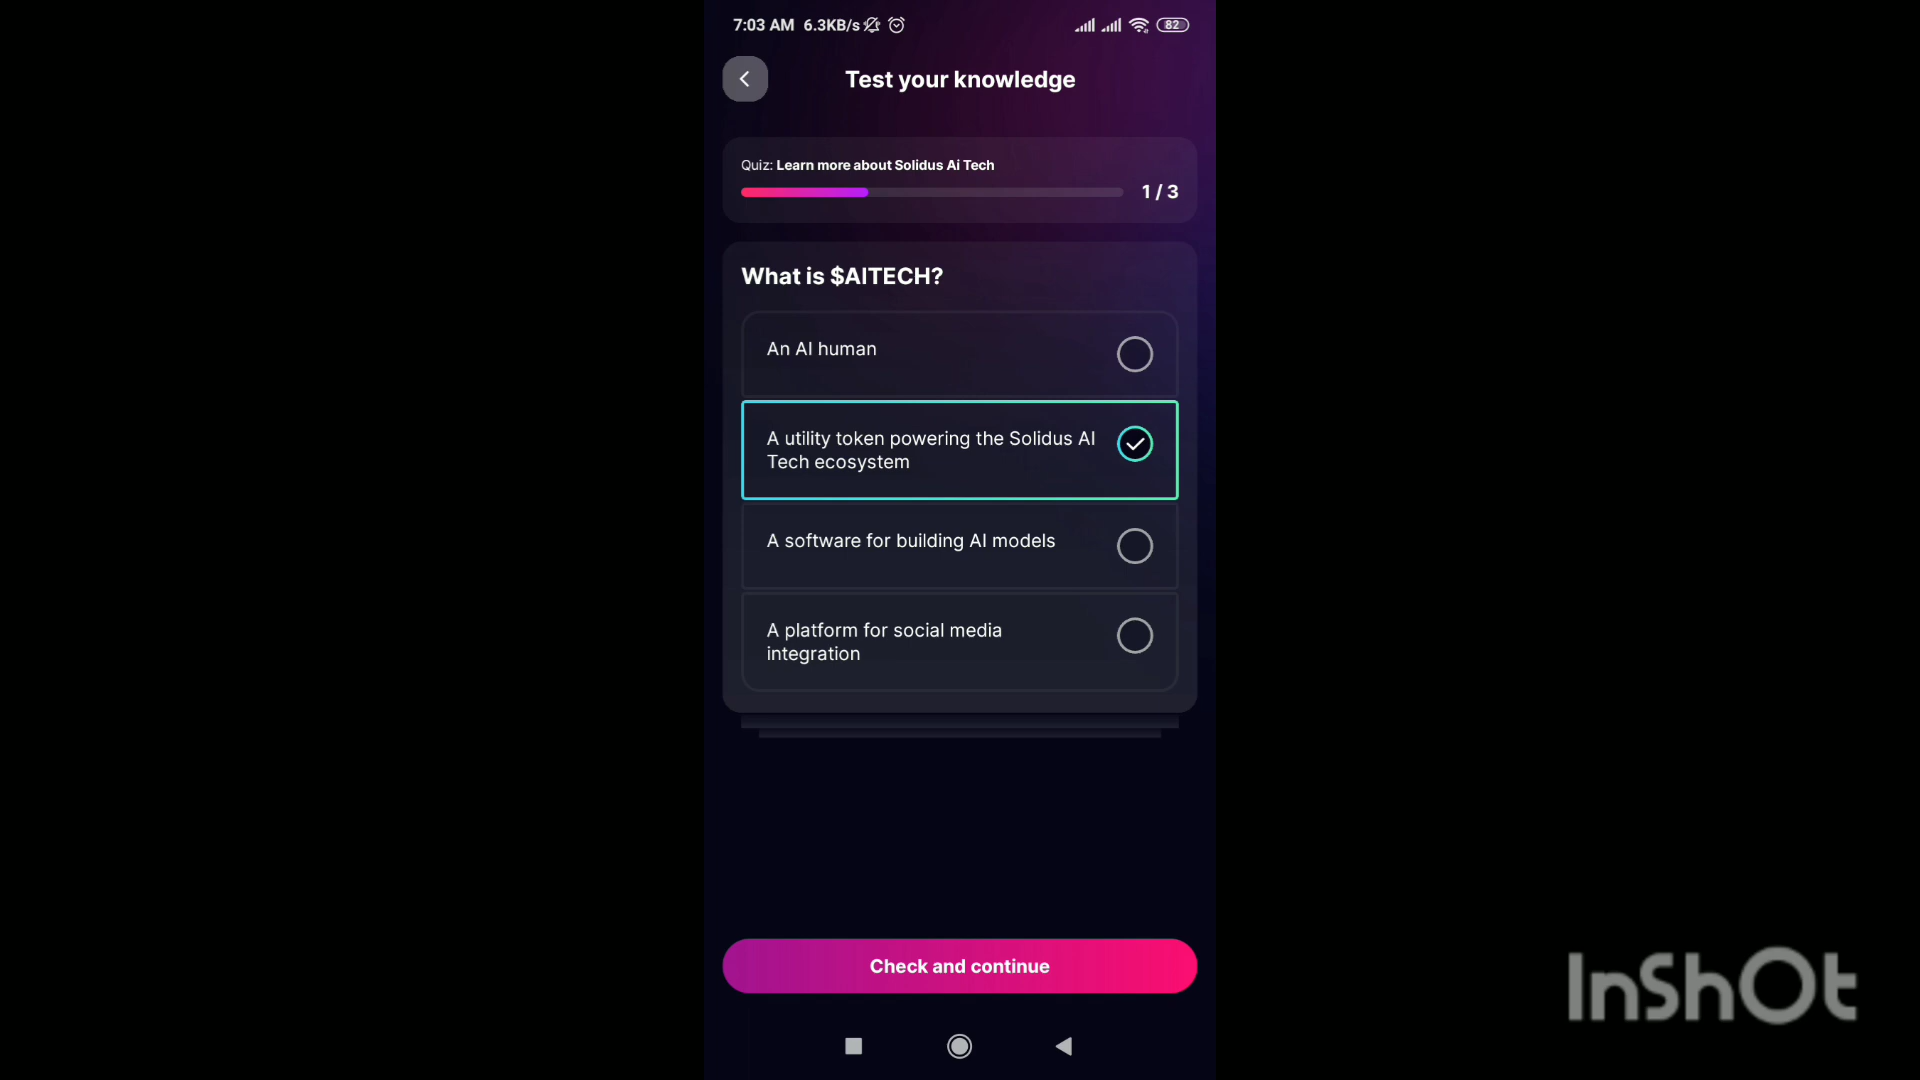 7:03 AM 6.3KB/s 82
Test your knowledge
Quiz: Learn more about Solidus Ai Tech
1 / 3
What is $AITECH?
An AI human
A utility token powering the Solidus AI
Tech ecosystem
A software for building AI models
A platform for social media
integration
Check and continue
InShOt